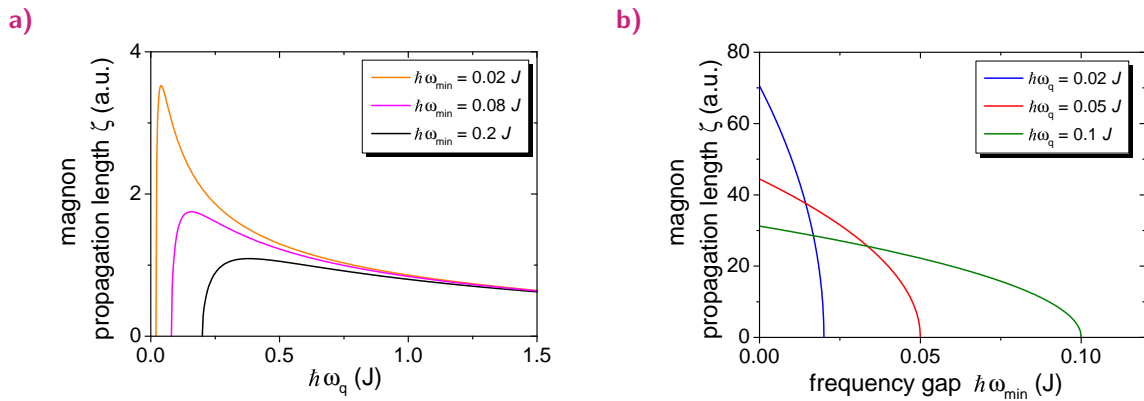 a)
magnon
propagation length ζ (a.u.)
4
2
0
0.0
0.5
1.0
1.5
ħω_q (J)
ħω_min = 0.02 J
ħω_min = 0.08 J
ħω_min = 0.2 J
b)
magnon
propagation length ζ (a.u.)
80
60
40
20
0
0.00
0.05
0.10
frequency gap ħω_min (J)
ħω_q = 0.02 J
ħω_q = 0.05 J
ħω_q = 0.1 J